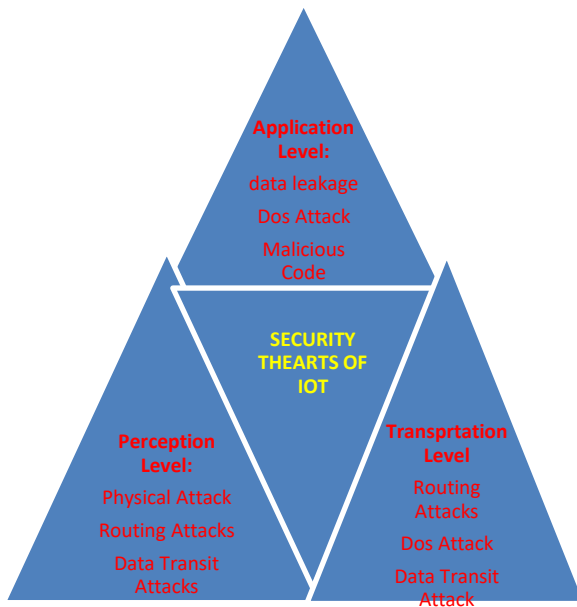 Application
Level:
data leakage
Dos Attack
Malicious
Code
SECURITY
THEARTS OF
IOT
Perception
Level:
Physical Attack
Routing Attacks
Data Transit
Attacks
Transprtation
Level
Routing
Attacks
Dos Attack
Data Transit
Attack